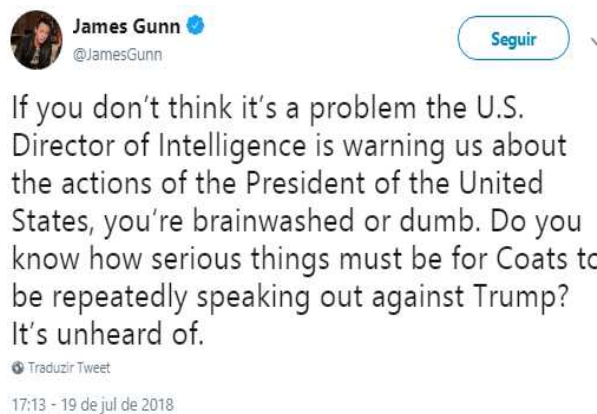 James Gunn
@JamesGunn
Seguir
If you don't think it's a problem the U.S.
Director of Intelligence is warning us about
the actions of the President of the United
States, you're brainwashed or dumb. Do you
know how serious things must be for Coats to
be repeatedly speaking out against Trump?
It's unheard of.
Traduzir Tweet
17:13 - 19 de jul de 2018